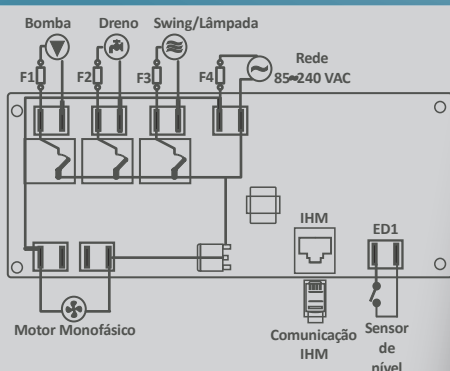 Bomba
Dreno
Swing/Lâmpada
Rede
85~240 VAC
F1
F2
F3
F4
IHM
ED1
Motor Monofásico
Comunicação
IHM
Sensor
de
nível